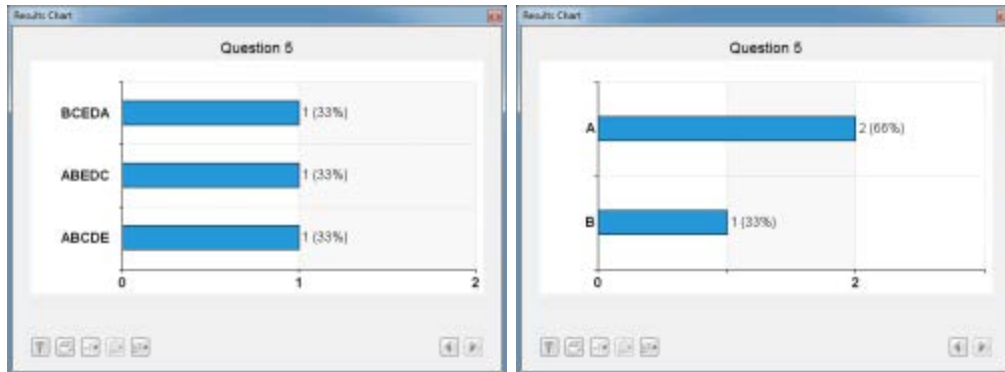 Results Chart
Question 5
BCEDA 1 (33%)
ABEDC 1 (33%)
ABCDE 1 (33%)
0 1 2
Results Chart
Question 5
A 2 (66%)
B 1 (33%)
0 2